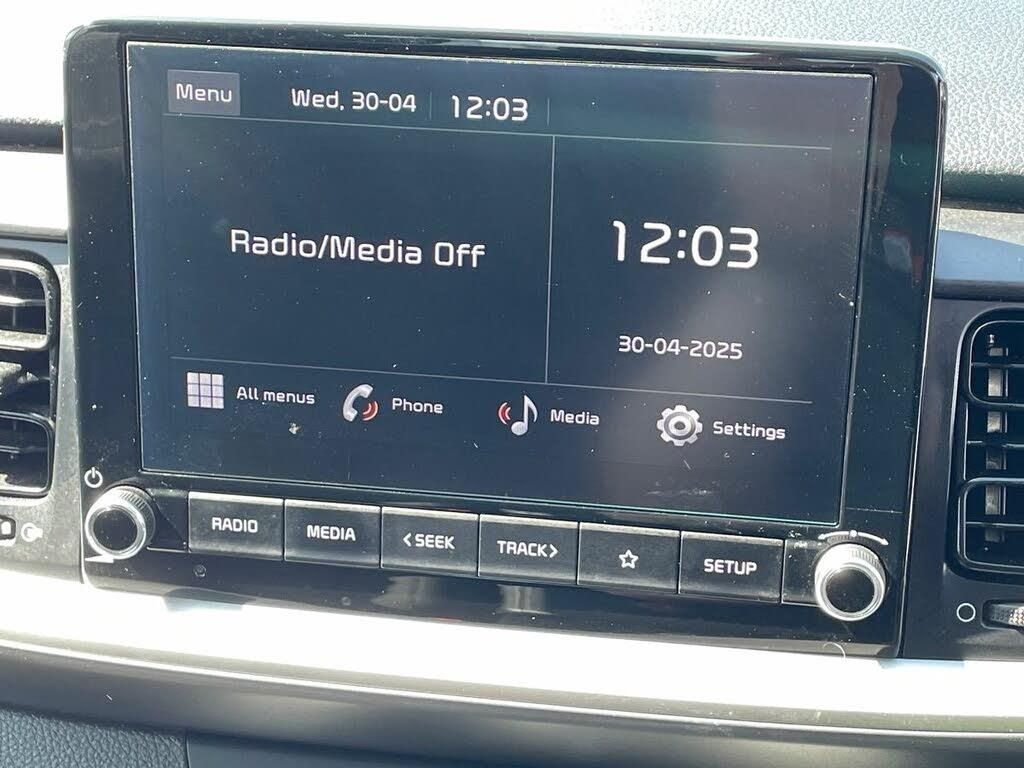 Menu Wed, 30-04 12:03
Radio/Media Off
12:03
30-04-2025
All menus Phone Media Settings
RADIO MEDIA <SEEK TRACK> SETUP